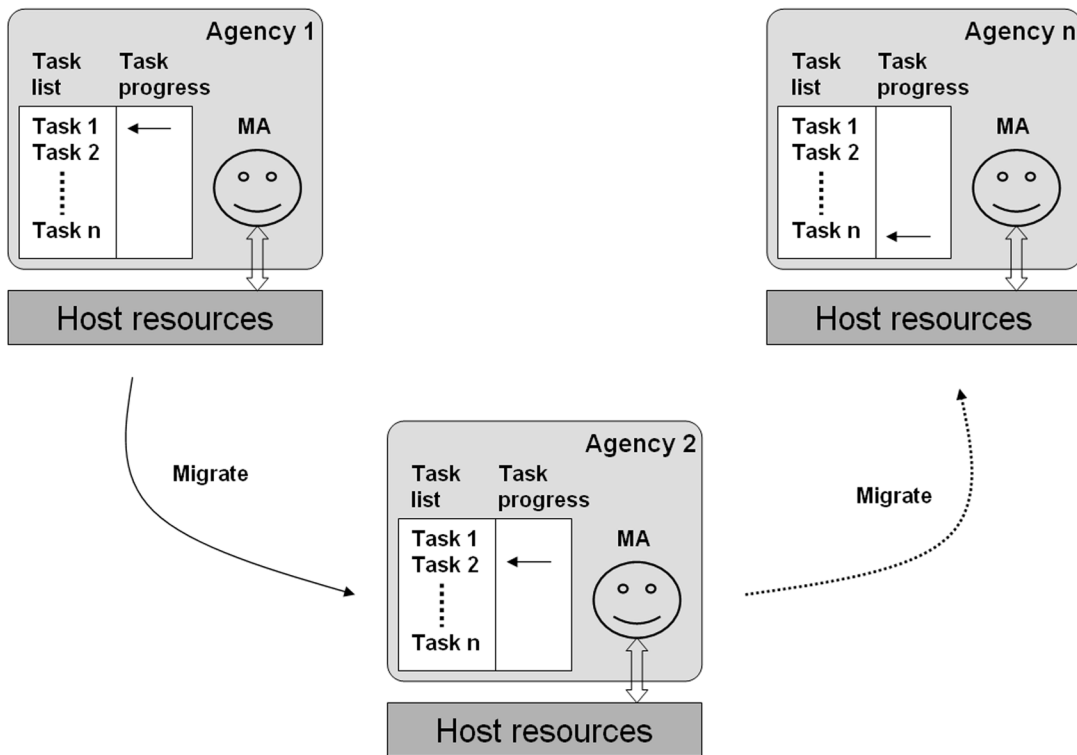 Agency 1
Task Task
list progress
Task 1
Task 2
Task n
MA
Host resources
Agency n
Task Task
list progress
Task 1
Task 2
Task n
MA
Host resources
Migrate
Agency 2
Task Task
list progress
Task 1
Task 2
Task n
MA
Host resources
Migrate